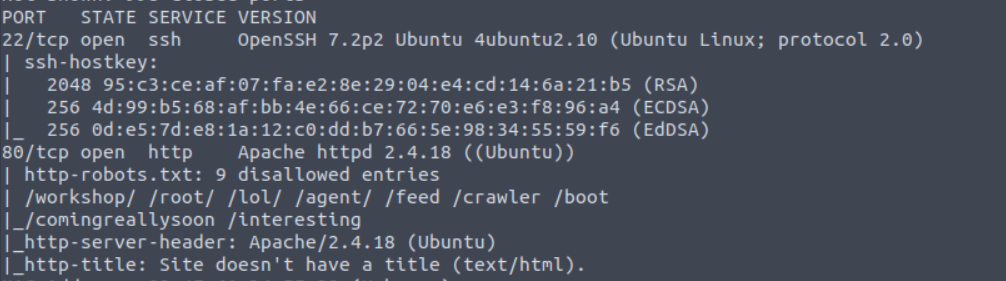 PORT   STATE SERVICE VERSION
22/tcp open  ssh     OpenSSH 7.2p2 Ubuntu 4ubuntu2.10 (Ubuntu Linux; protocol 2.0)
| ssh-hostkey:
|   2048 95:c3:ce:af:07:fa:e2:8e:29:04:e4:cd:14:6a:21:b5 (RSA)
|   256 4d:99:b5:68:af:bb:4e:66:ce:72:70:e6:e3:f8:96:a4 (ECDSA)
|_  256 0d:e5:7d:e8:1a:12:c0:dd:b7:66:5e:98:34:55:59:f6 (EdDSA)
80/tcp open  http    Apache httpd 2.4.18 ((Ubuntu))
| http-robots.txt: 9 disallowed entries
| /workshop/ /root/ /lol/ /agent/ /feed /crawler /boot
|_/comingreallysoon /interesting
|_http-server-header: Apache/2.4.18 (Ubuntu)
|_http-title: Site doesn't have a title (text/html).